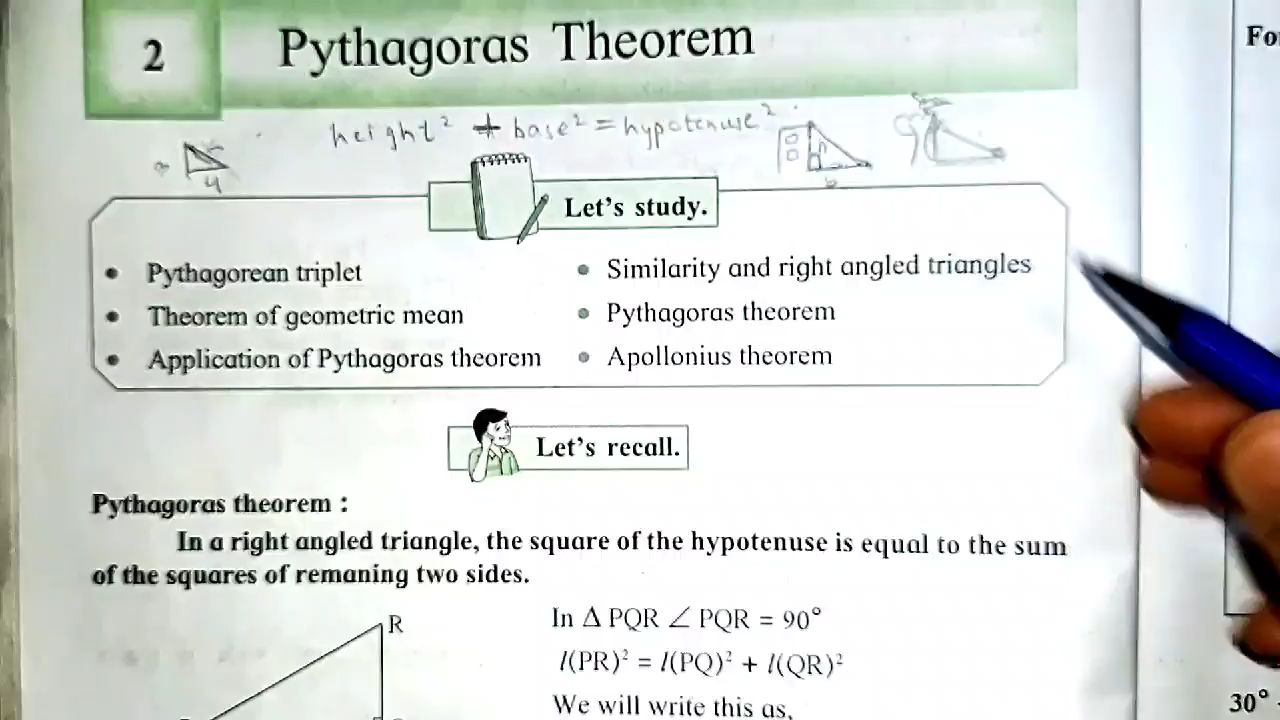 2
Pythagoras Theorem
Fo
height² + base² = hypotenuse²
4
Let's study.
• Pythagorean triplet
• Similarity and right angled triangles
• Theorem of geometric mean
• Pythagoras theorem
• Application of Pythagoras theorem
• Apollonius theorem
Let's recall.
Pythagoras theorem :
In a right angled triangle, the square of the hypotenuse is equal to the sum
of the squares of remaning two sides.
R
In Δ PQR ∠ PQR = 90°
l(PR)² = l(PQ)² + l(QR)²
We will write this as,
30°